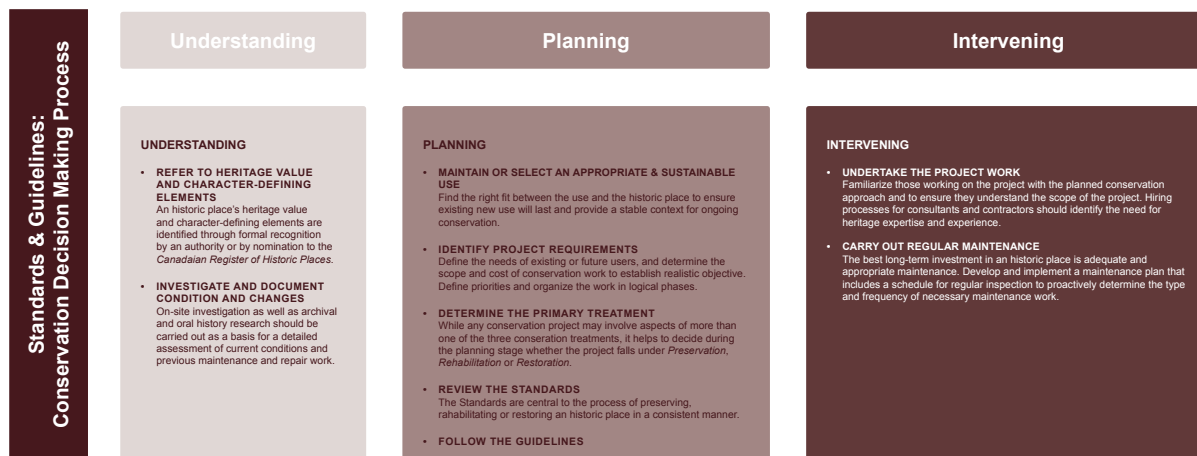 Standards & Guidelines:
Conservation Decision Making Process
Understanding
Planning
Intervening
UNDERSTANDING
• REFER TO HERITAGE VALUE
AND CHARACTER-DEFINING
ELEMENTS
An historic place's heritage value
and character-defining elements are
identified through formal recognition
by an authority or by nomination to the
Canadaian Register of Historic Places.
• INVESTIGATE AND DOCUMENT
CONDITION AND CHANGES
On-site investigation as well as archival
and oral history research should be
carried out as a basis for a detailed
assessment of current conditions and
previous maintenance and repair work.
PLANNING
• MAINTAIN OR SELECT AN APPROPRIATE & SUSTAINABLE
USE
Find the right fit between the use and the historic place to ensure
existing new use will last and provide a stable context for ongoing
conservation.
• IDENTIFY PROJECT REQUIREMENTS
Define the needs of existing or future users, and determine the
scope and cost of conservation work to establish realistic objective.
Define priorities and organize the work in logical phases.
• DETERMINE THE PRIMARY TREATMENT
While any conservation project may involve aspects of more than
one of the three conseration treatments, it helps to decide during
the planning stage whether the project falls under Preservation,
Rehabilitation or Restoration.
• REVIEW THE STANDARDS
The Standards are central to the process of preserving,
rahabilitating or restoring an historic place in a consistent manner.
• FOLLOW THE GUIDELINES
INTERVENING
• UNDERTAKE THE PROJECT WORK
Familiarize those working on the project with the planned conservation
approach and to ensure they understand the scope of the project. Hiring
processes for consultants and contractors should identify the need for
heritage expertise and experience.
• CARRY OUT REGULAR MAINTENANCE
The best long-term investment in an historic place is adequate and
appropriate maintenance. Develop and implement a maintenance plan that
includes a schedule for regular inspection to proactively determine the type
and frequency of necessary maintenance work.